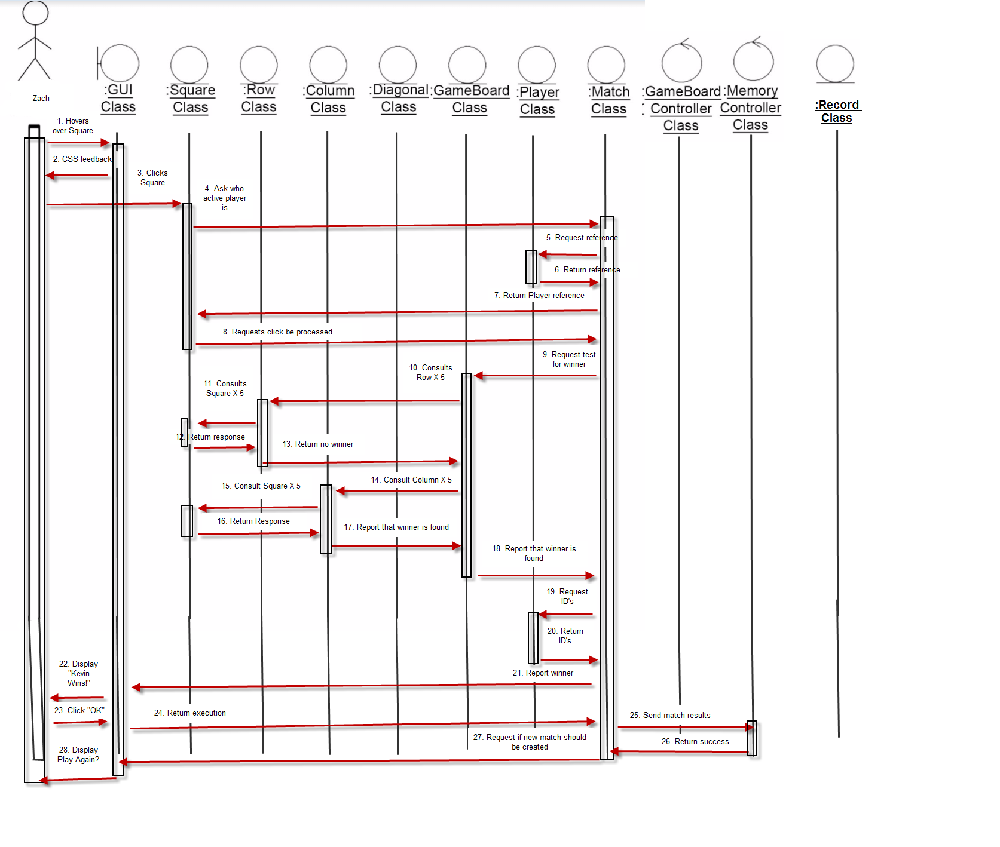 Zach
:GUI
Class
:Square
Class
:Row
Class
:Column
Class
:Diagonal
Class
:GameBoard
Class
:Player
Class
:Match
Class
:GameBoard
Controller
Class
:Memory
Controller
Class
:Record
Class
1. Hovers
over Square
2. CSS feedback
3. Clicks
Square
4. Ask who
active player
is
5. Request reference
6. Return reference
7. Return Player reference
8. Requests click be processed
9. Request test
for winner
10. Consults
Row X 5
11. Consults
Square X 5
12. Return response
13. Return no winner
14. Consult Column X 5
15. Consult Square X 5
16. Return Response
17. Report that winner is found
18. Report that winner is
found
19. Request
ID's
20. Return
ID's
21. Report winner
22. Display
"Kevin
Wins!"
23. Click "OK"
24. Return execution
25. Send match results
26. Return success
27. Request if new match should
be created
28. Display
Play Again?